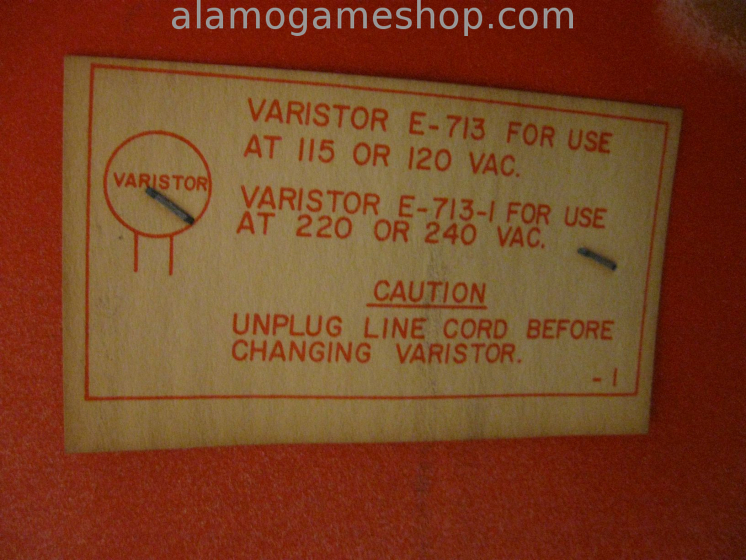 alamogameshop.com
VARISTOR E-713 FOR USE
AT 115 OR 120 VAC.
VARISTOR
VARISTOR E-713-1 FOR USE
AT 220 OR 240 VAC.
CAUTION
UNPLUG LINE CORD BEFORE
CHANGING VARISTOR.
-1